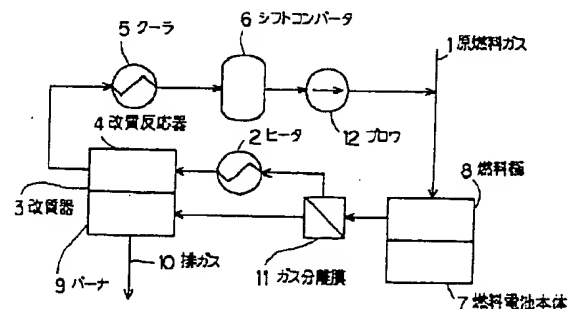 6 シフトコンバータ
5 クーラ
1 原燃料ガス
4 改質反応器
2 ヒータ
12 ブロワ
8 燃料極
3 改質器
10 排ガス
11 ガス分離膜
9 バーナ
7 燃料電池本体